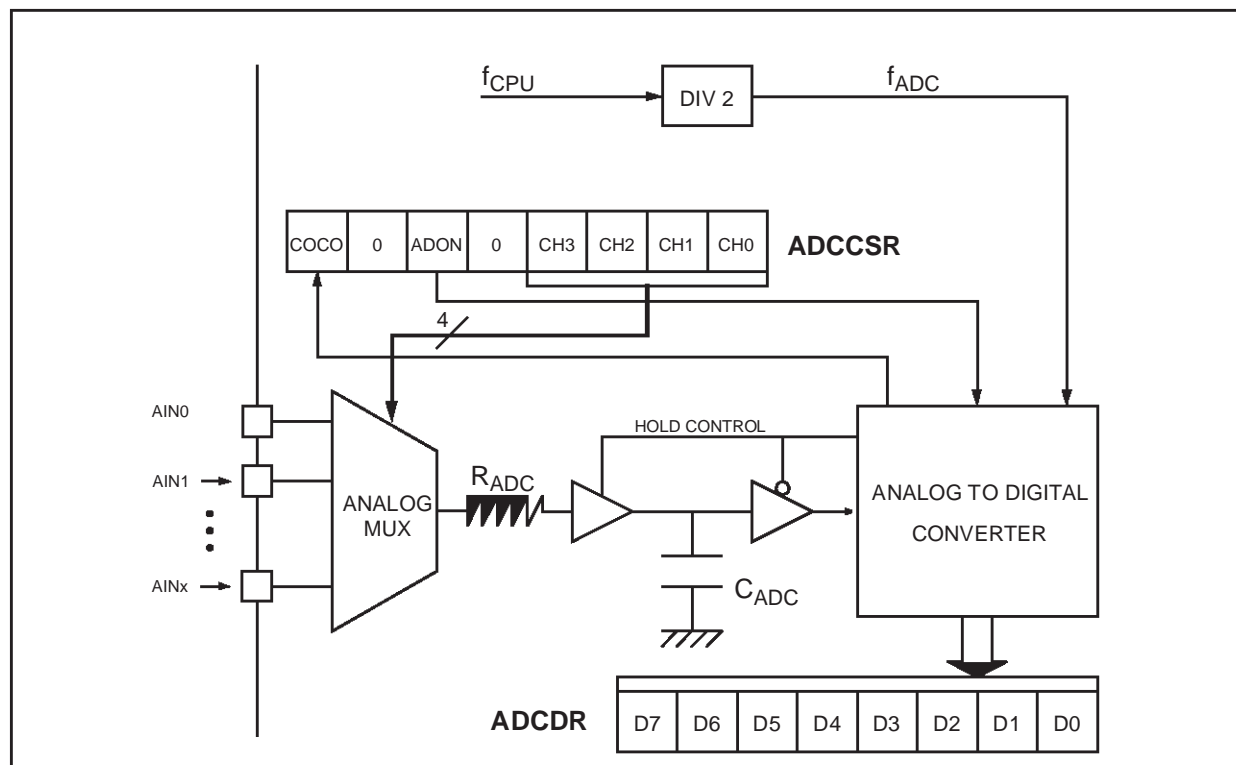 fCPU
DIV 2
fADC
COCO 0 ADON 0 CH3 CH2 CH1 CH0
ADCCSR
4
AIN0
HOLD CONTROL
RADC
AIN1
ANALOG
MUX
ANALOG TO DIGITAL
CONVERTER
AINx
CADC
ADCDR
D7 D6 D5 D4 D3 D2 D1 D0